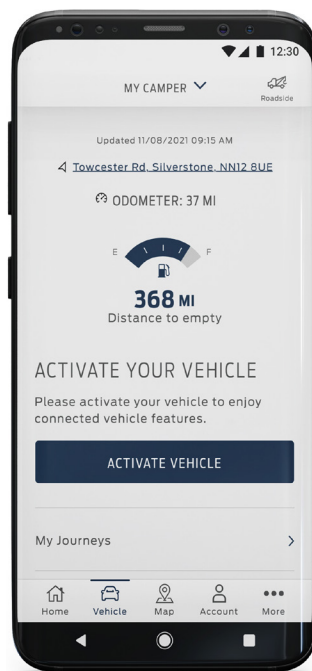 12:30
MY CAMPER
Roadside
Updated 11/08/2021 09:15 AM
Towcester Rd, Silverstone, NN12 8UE
ODOMETER: 37 MI
E F
368 MI
Distance to empty
ACTIVATE YOUR VEHICLE
Please activate your vehicle to enjoy
connected vehicle features.
ACTIVATE VEHICLE
My Journeys
Home Vehicle Map Account More